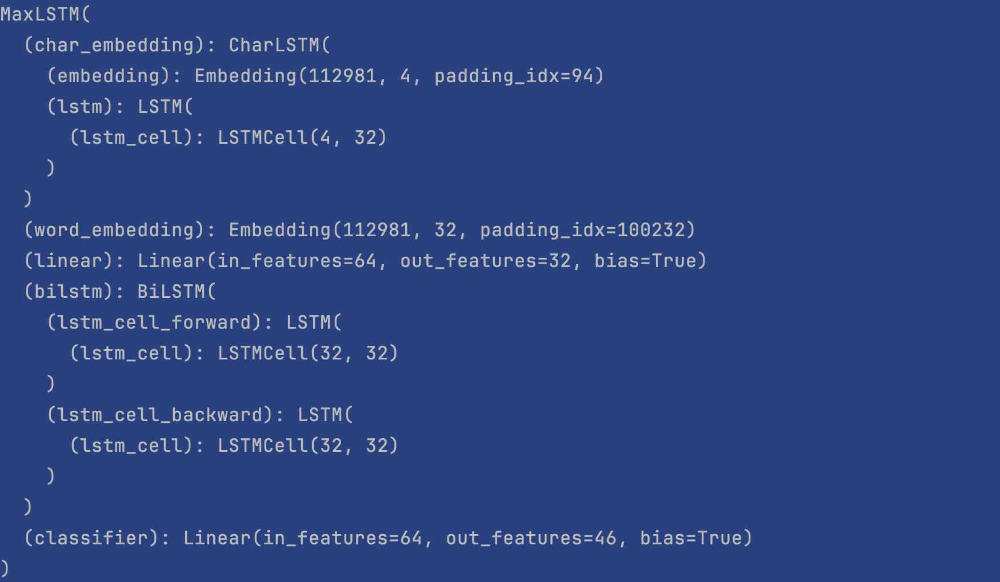 MaxLSTM(
  (char_embedding): CharLSTM(
    (embedding): Embedding(112981, 4, padding_idx=94)
    (lstm): LSTM(
      (lstm_cell): LSTMCell(4, 32)
    )
  )
  (word_embedding): Embedding(112981, 32, padding_idx=100232)
  (linear): Linear(in_features=64, out_features=32, bias=True)
  (bilstm): BiLSTM(
    (lstm_cell_forward): LSTM(
      (lstm_cell): LSTMCell(32, 32)
    )
    (lstm_cell_backward): LSTM(
      (lstm_cell): LSTMCell(32, 32)
    )
  )
  (classifier): Linear(in_features=64, out_features=46, bias=True)
)